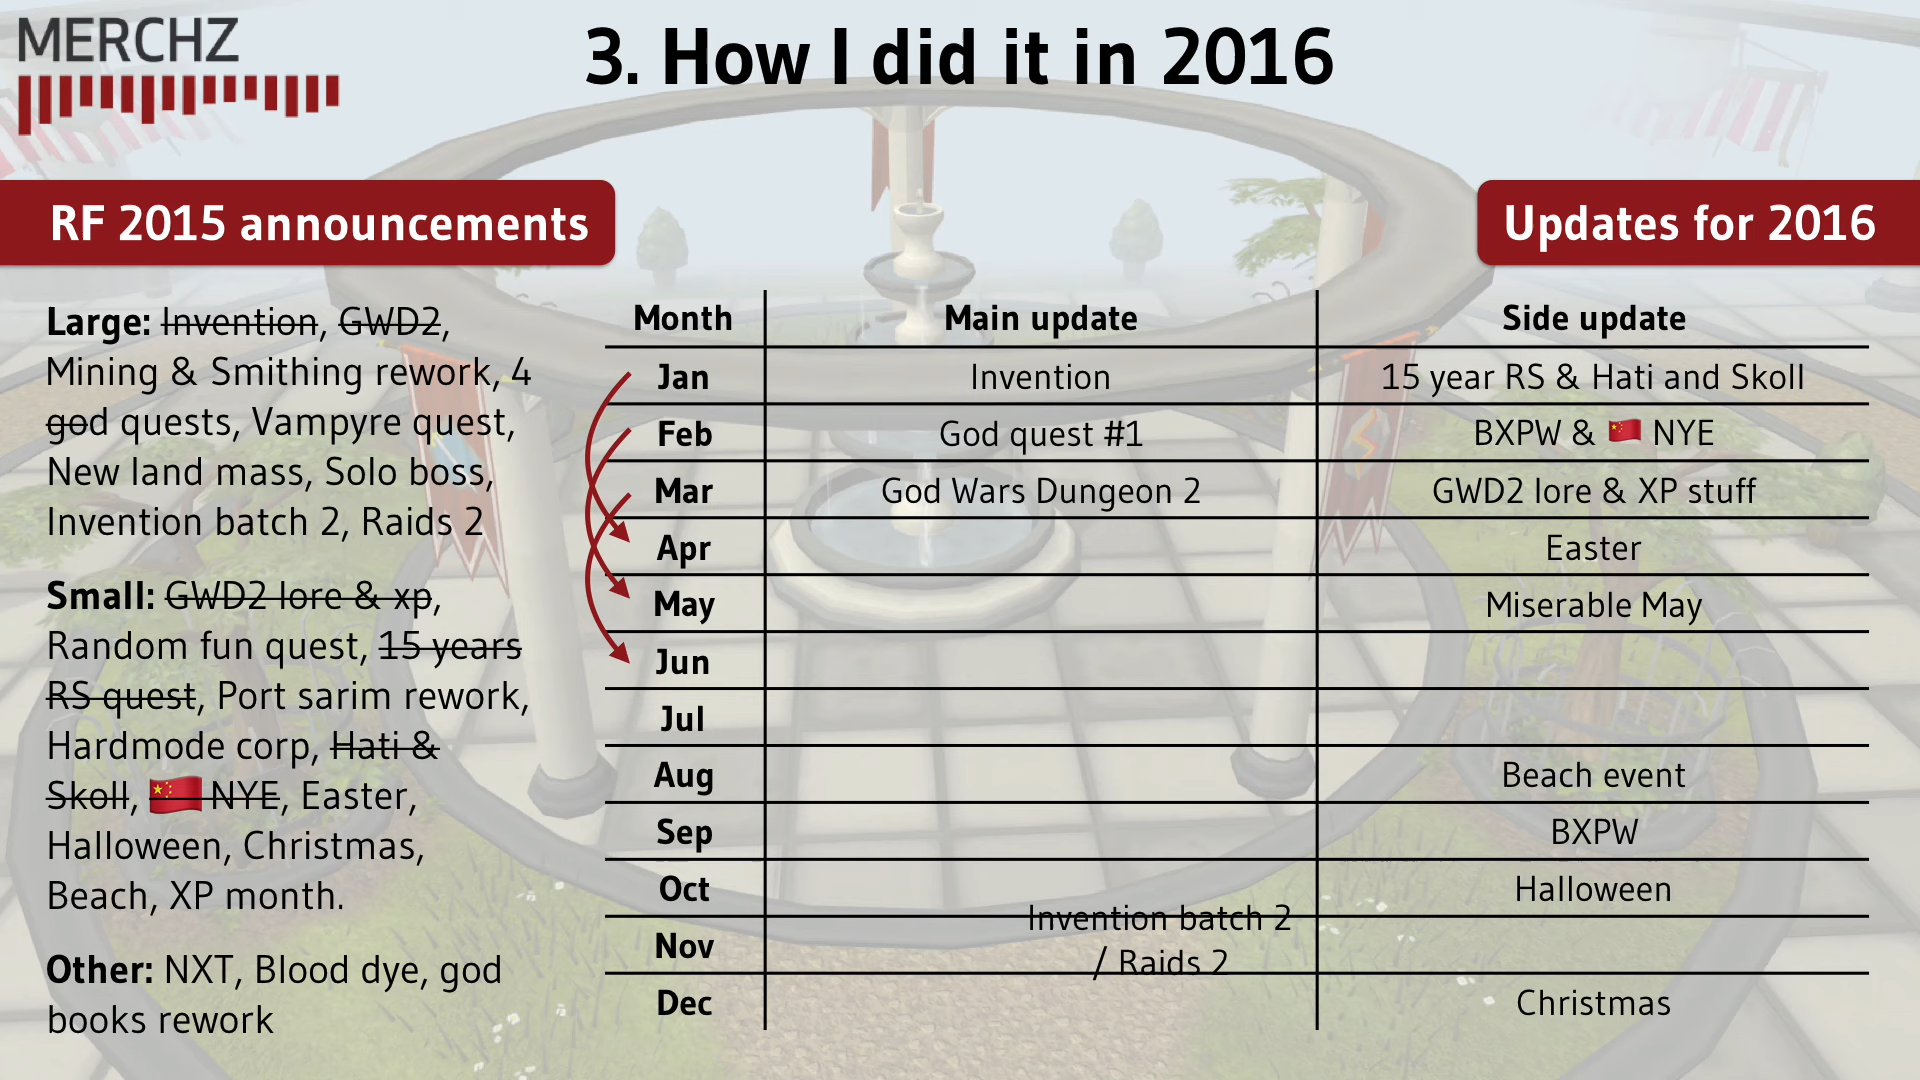 MERCHZ
3. How I did it in 2016
RF 2015 announcements
Updates for 2016
Large: Invention, GWD2,
Mining & Smithing rework, 4
god quests, Vampyre quest,
New land mass, Solo boss,
Invention batch 2, Raids 2
Small: GWD2 lore & xp,
Random fun quest, 15 years
RS quest, Port sarim rework,
Hardmode corp, Hati &
Skoll, 🇨🇳 NYE, Easter,
Halloween, Christmas,
Beach, XP month.
Other: NXT, Blood dye, god
books rework
Month Main update Side update
Jan Invention 15 year RS & Hati and Skoll
Feb God quest #1 BXPW & 🇨🇳 NYE
Mar God Wars Dungeon 2 GWD2 lore & XP stuff
Apr Easter
May Miserable May
Jun
Jul
Aug Beach event
Sep BXPW
Oct Halloween
Invention batch 2
Nov
/ Raids 2
Dec Christmas